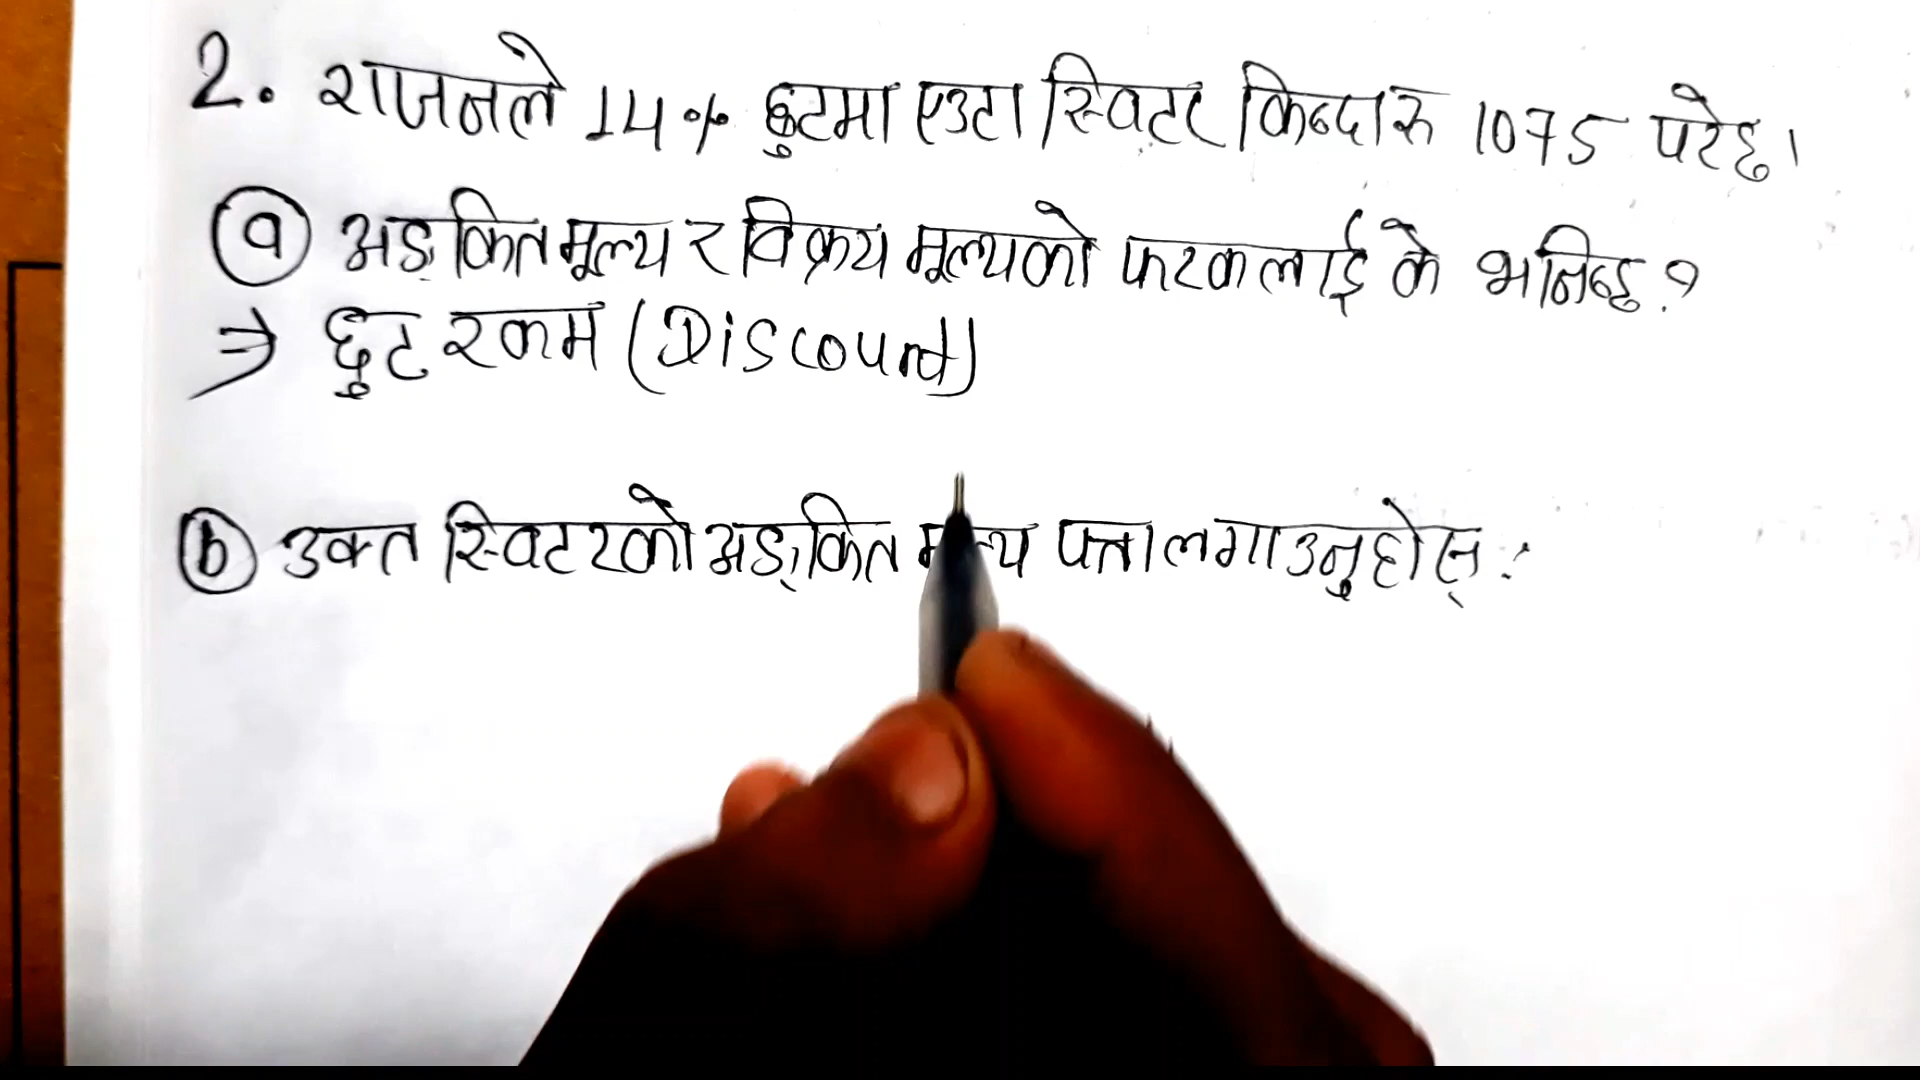 2. राजनले 14% छुटमा एउटा स्विटर किन्दा रु 1075 परेछ।
(a) अङ्कित मूल्य र विक्रय मूल्यको फरकलाई के भनिन्छ?
⇒ छुट रकम (Discount)
(b) उक्त स्विटरको अङ्कित पत्ता लगाउनुहोस् :